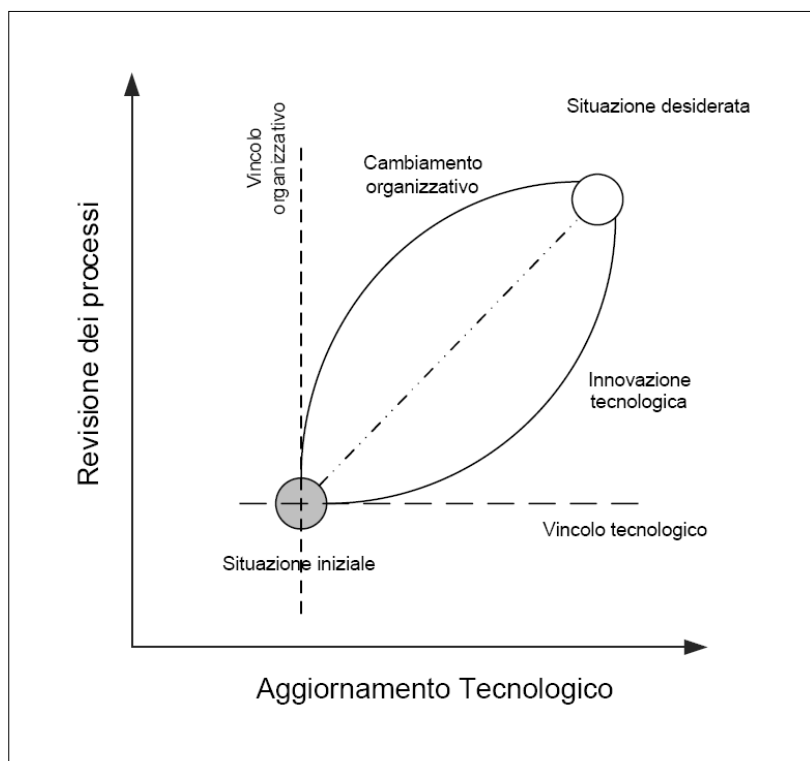 Situazione desiderata
Vincolo
organizzativo
Cambiamento
organizzativo
Revisione dei processi
Innovazione
tecnologica
Vincolo tecnologico
Situazione iniziale
Aggiornamento Tecnologico